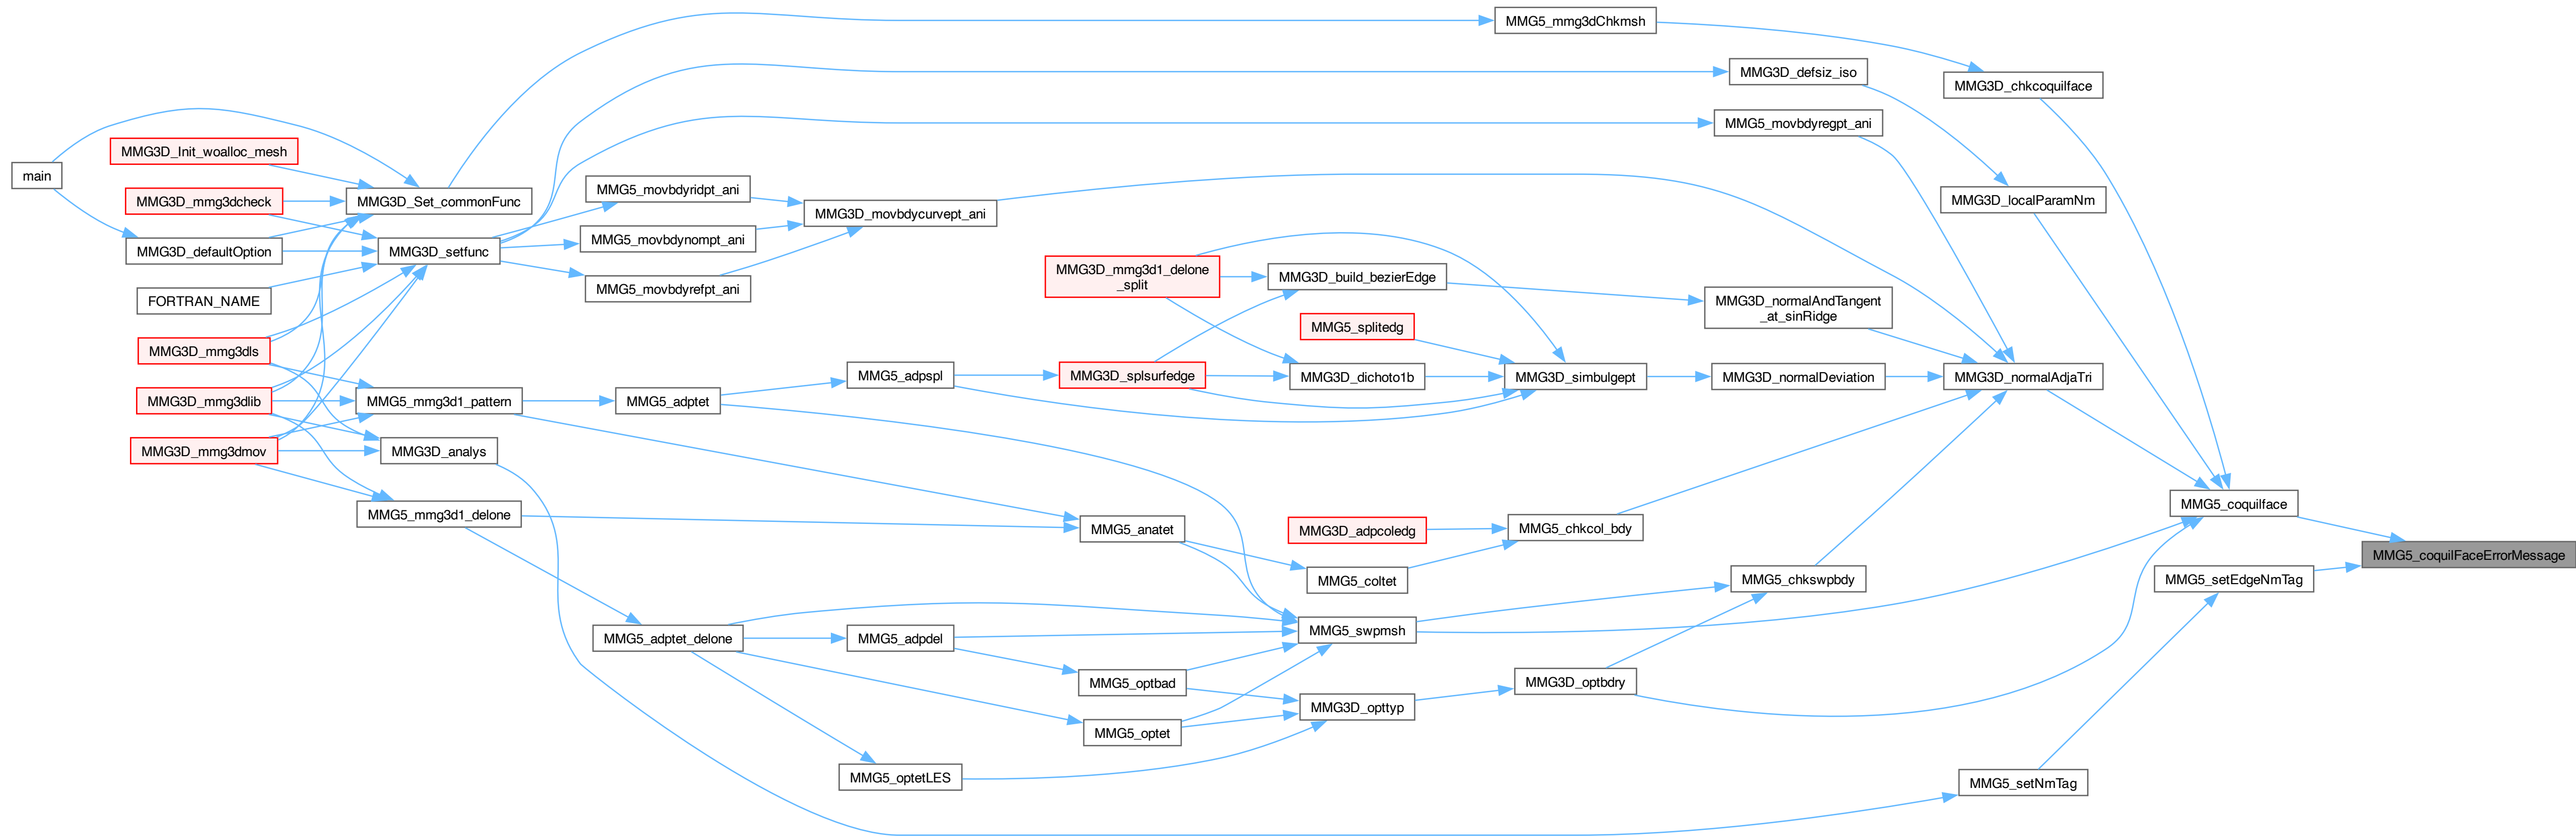 MMG5_mmg3dChkmsh
MMG3D_defsiz_iso
MMG3D_chkcoquilface
MMG5_movbdyregpt_ani
MMG3D_Init_woalloc_mesh
main
MMG3D_mmg3dcheck
MMG3D_Set_commonFunc
MMG5_movbdyridpt_ani
MMG3D_movbdycurvept_ani
MMG3D_localParamNm
MMG3D_defaultOption
MMG3D_setfunc
MMG5_movbdynompt_ani
MMG3D_mmg3d1_delone
_split
MMG3D_build_bezierEdge
MMG5_movbdyrefpt_ani
FORTRAN_NAME
MMG3D_normalAndTangent
_at_sinRidge
MMG5_splitedg
MMG3D_mmg3dls
MMG5_adpspl
MMG3D_splsurfedge
MMG3D_dichoto1b
MMG3D_simbulgept
MMG3D_normalDeviation
MMG3D_normalAdjaTri
MMG3D_mmg3dlib
MMG5_mmg3d1_pattern
MMG5_adptet
MMG3D_mmg3dmov
MMG3D_analys
MMG5_coquilface
MMG5_mmg3d1_delone
MMG5_anatet
MMG3D_adpcoledg
MMG5_chkcol_bdy
MMG5_coquilFaceErrorMessage
MMG5_coltet
MMG5_chkswpbdy
MMG5_setEdgeNmTag
MMG5_adptet_delone
MMG5_adpdel
MMG5_swpmsh
MMG5_optbad
MMG3D_optbdry
MMG3D_opttyp
MMG5_optet
MMG5_optetLES
MMG5_setNmTag